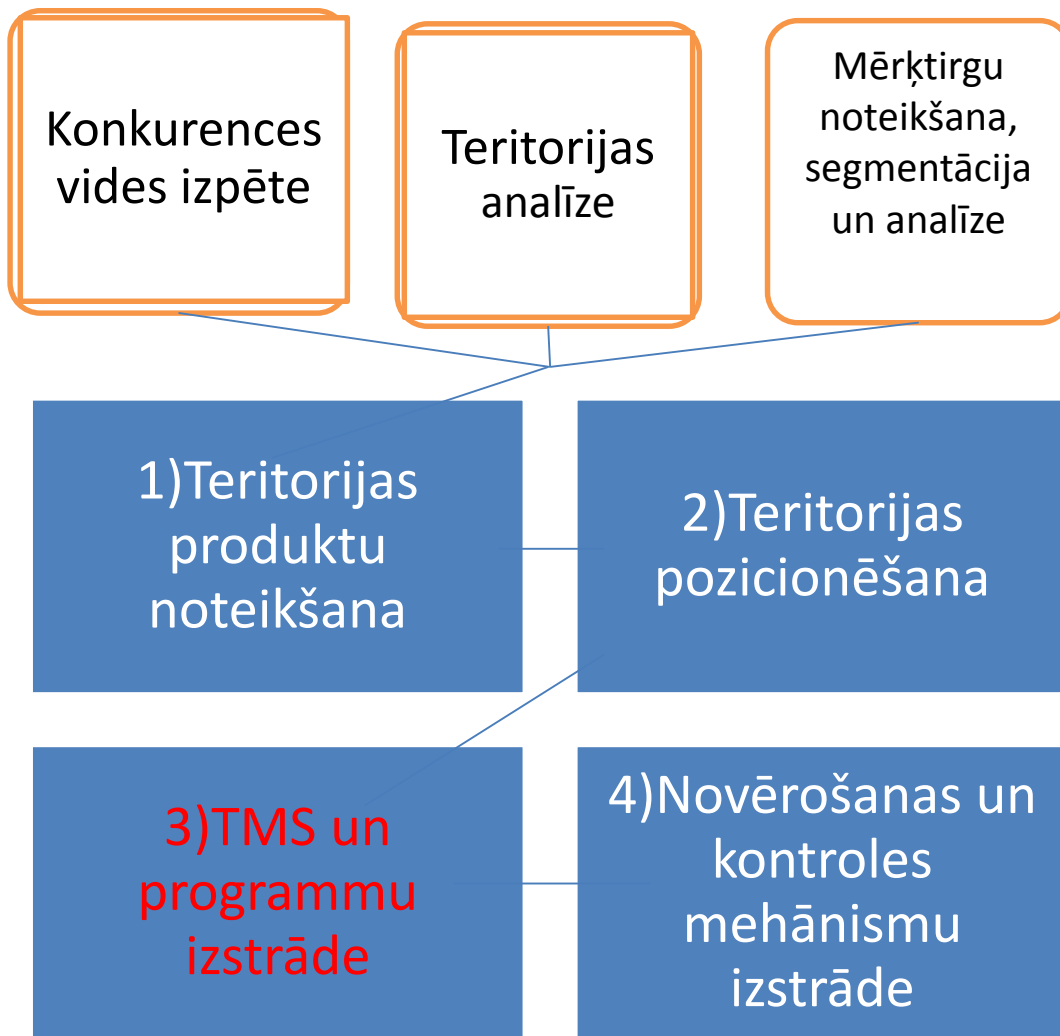 Konkurences
vides izpēte
Teritorijas
analīze
Mērķtirgu
noteikšana,
segmentācija
un analīze
1)Teritorijas
produktu
noteikšana
2)Teritorijas
pozicionēšana
3)TMS un
programmu
izstrāde
4)Novērošanas un
kontroles
mehānismu
izstrāde